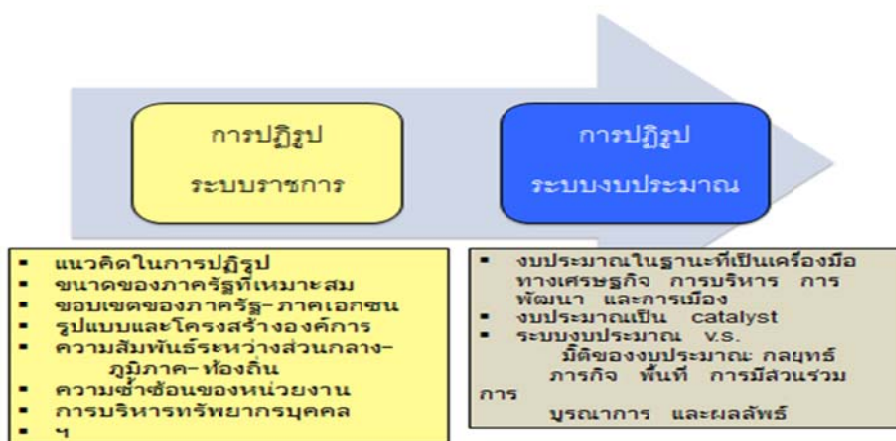 การปฏิรูป
ระบบราชการ
การปฏิรูป
ระบบงบประมาณ
▪ แนวคิดในการปฏิรูป
▪ ขนาดของภาครัฐที่เหมาะสม
▪ ขอบเขตของภาครัฐ-ภาคเอกชน
▪ รูปแบบและโครงสร้างองค์การ
▪ ความสัมพันธ์ระหว่างส่วนกลาง-
ภูมิภาค-ท้องถิ่น
▪ ความซ้ำซ้อนของหน่วยงาน
▪ การบริหารทรัพยากรบุคคล
▪ ฯ
▪ งบประมาณในฐานะที่เป็นเครื่องมือ
ทางเศรษฐกิจ การบริหาร การ
พัฒนา และการเมือง
▪ งบประมาณเป็น catalyst
▪ ระบบงบประมาณ v.s.
มิติของงบประมาณ: กลยุทธ์
ภารกิจ พื้นที่ การมีส่วนร่วม
การ
บูรณาการ และผลลัพธ์